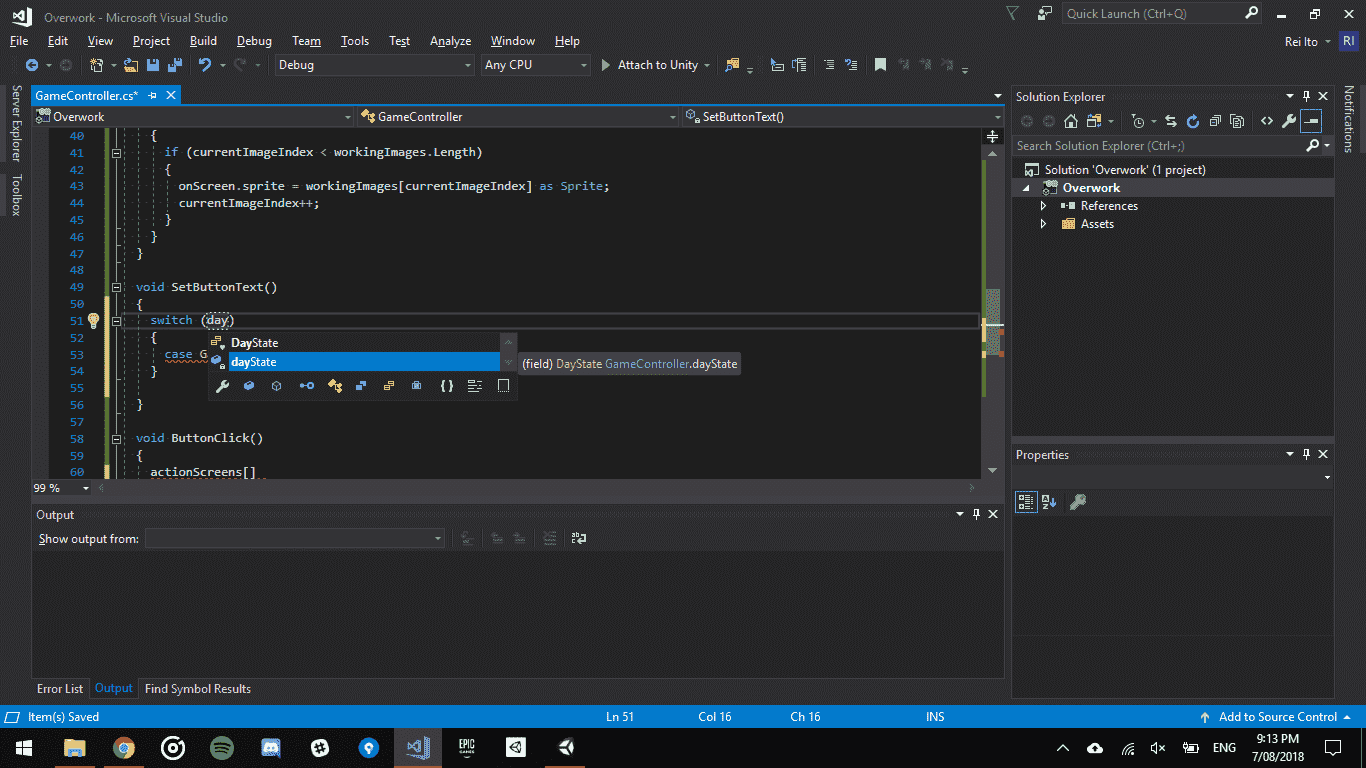 Overwork - Microsoft Visual Studio
Quick Launch (Ctrl+Q)
File Edit View Project Build Debug Team Tools Test Analyze Window Help
Rei Ito RI
Debug Any CPU Attach to Unity
Server Explorer
Toolbox
GameController.cs*
Overwork GameController SetButtonText()
40 {
41 if (currentImageIndex < workingImages.Length)
42 {
43 onScreen.sprite = workingImages[currentImageIndex] as Sprite;
44 currentImageIndex++;
45 }
46 }
47 }
48
49 void SetButtonText()
50 {
51 switch (day)
52 {
DayState
53 case G
dayState
(field) DayState GameController.dayState
54 }
55
56 }
57
58 void ButtonClick()
59 {
60 actionScreens[]
99 %
Solution Explorer
Search Solution Explorer (Ctrl+;)
Solution 'Overwork' (1 project)
Overwork
References
Assets
Notifications
Properties
Output
Show output from:
Error List Output Find Symbol Results
Item(s) Saved Ln 51 Col 16 Ch 16 INS Add to Source Control
EPIC GAMES
ENG
9:13 PM
7/08/2018